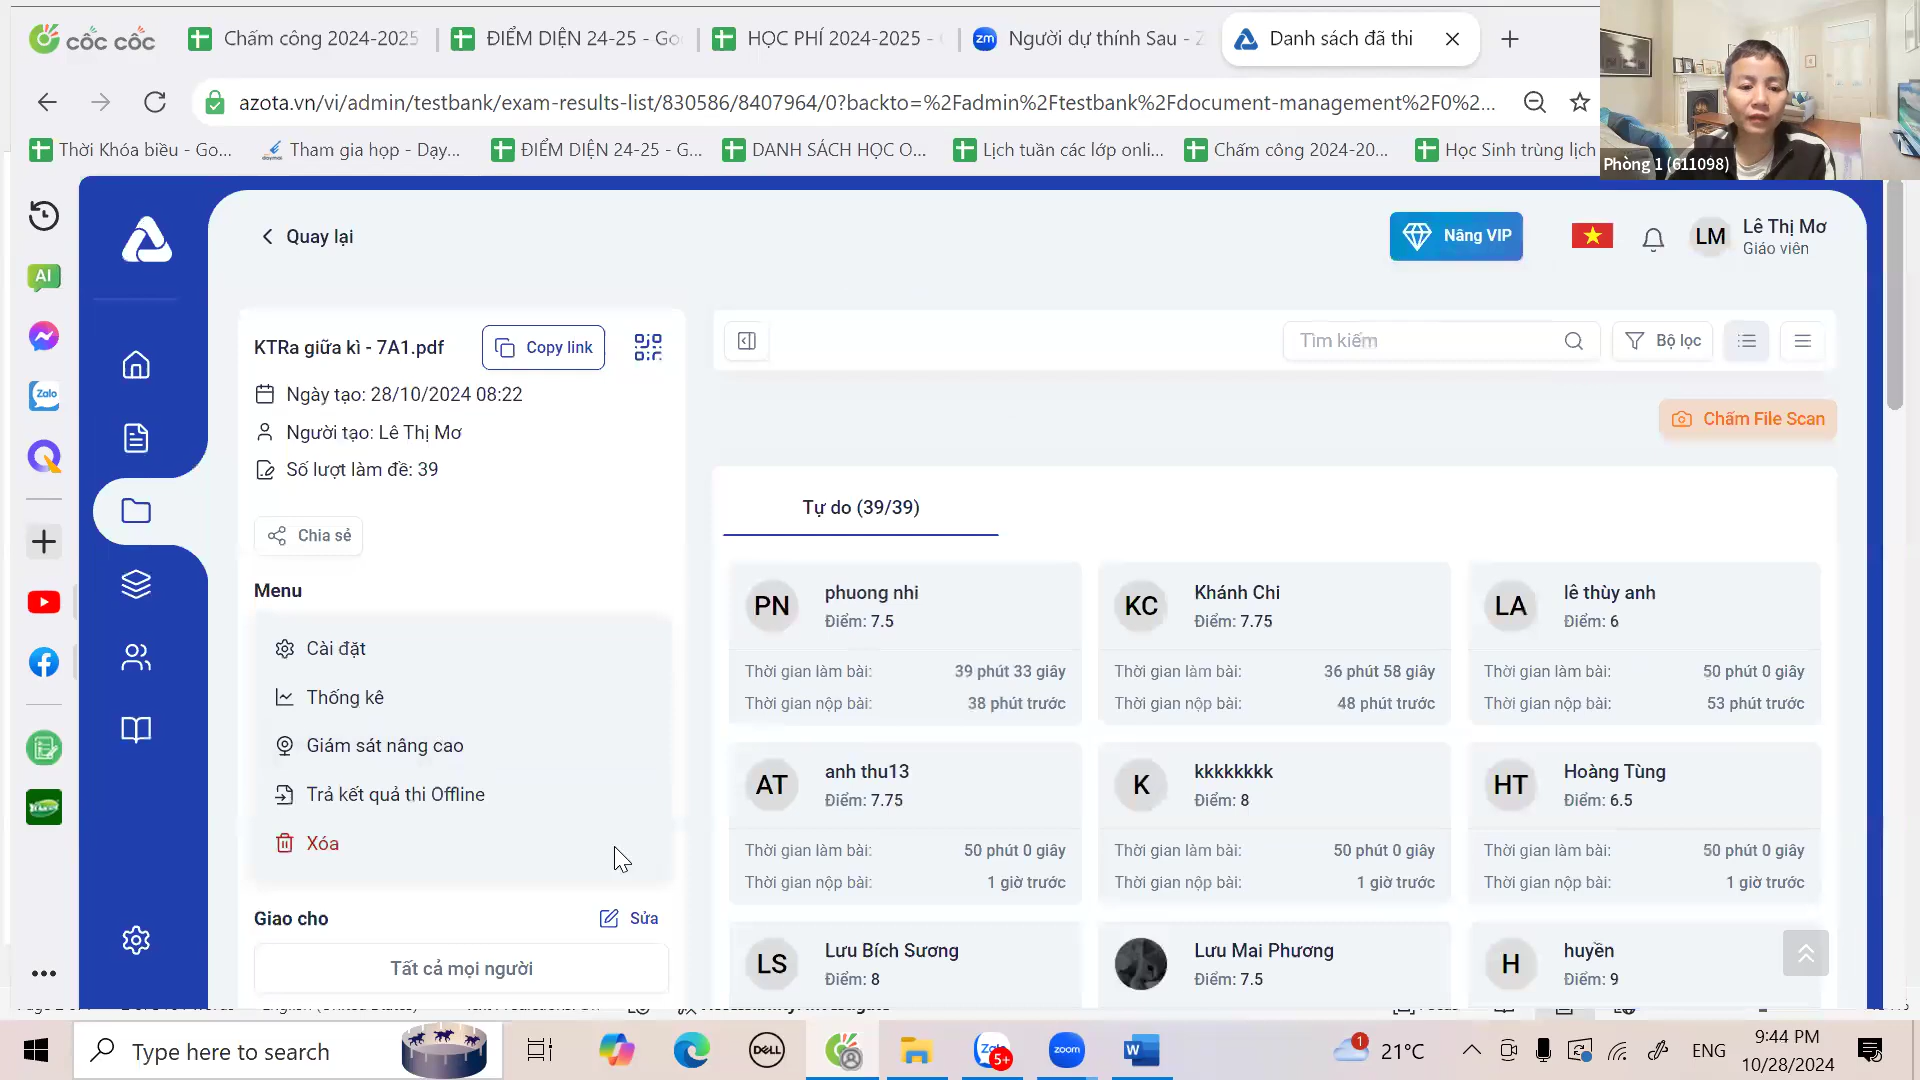 cốc cốc
Chấm công 2024-2025
ĐIỂM DIỆN 24-25 - Go
HỌC PHÍ 2024-2025 -
Người dự thính Sau - Z
Danh sách đã thi
azota.vn/vi/admin/testbank/exam-results-list/830586/8407964/0?backto=%2Fadmin%2Ftestbank%2Fdocument-management%2F0%2...
Thời Khóa biểu - Go...
Tham gia họp - Dạy...
ĐIỂM DIỆN 24-25 - G...
DANH SÁCH HỌC O...
Lịch tuần các lớp onli...
Chấm công 2024-20...
Học Sinh trùng lịch
Phòng 1 (611098)
Quay lại
Nâng VIP
LM
Lê Thị Mơ
Giáo viên
KTRa giữa kì - 7A1.pdf
Copy link
Ngày tạo: 28/10/2024 08:22
Người tạo: Lê Thị Mơ
Số lượt làm đề: 39
Chia sẻ
Menu
Cài đặt
Thống kê
Giám sát nâng cao
Trả kết quả thi Offline
Xóa
Giao cho
Sửa
Tất cả mọi người
Tìm kiếm
Bộ lọc
Chấm File Scan
Tự do (39/39)
PN
phuong nhi
Điểm: 7.5
Thời gian làm bài: 39 phút 33 giây
Thời gian nộp bài: 38 phút trước
KC
Khánh Chi
Điểm: 7.75
Thời gian làm bài: 36 phút 58 giây
Thời gian nộp bài: 48 phút trước
LA
lê thùy anh
Điểm: 6
Thời gian làm bài: 50 phút 0 giây
Thời gian nộp bài: 53 phút trước
AT
anh thu13
Điểm: 7.75
Thời gian làm bài: 50 phút 0 giây
Thời gian nộp bài: 1 giờ trước
K
kkkkkkkk
Điểm: 8
Thời gian làm bài: 50 phút 0 giây
Thời gian nộp bài: 1 giờ trước
HT
Hoàng Tùng
Điểm: 6.5
Thời gian làm bài: 50 phút 0 giây
Thời gian nộp bài: 1 giờ trước
LS
Lưu Bích Sương
Điểm: 8
Lưu Mai Phương
Điểm: 7.5
H
huyền
Điểm: 9
AI
Zalo
Type here to search
DELL
5+
zoom
W
1
21°C
ENG
9:44 PM
10/28/2024